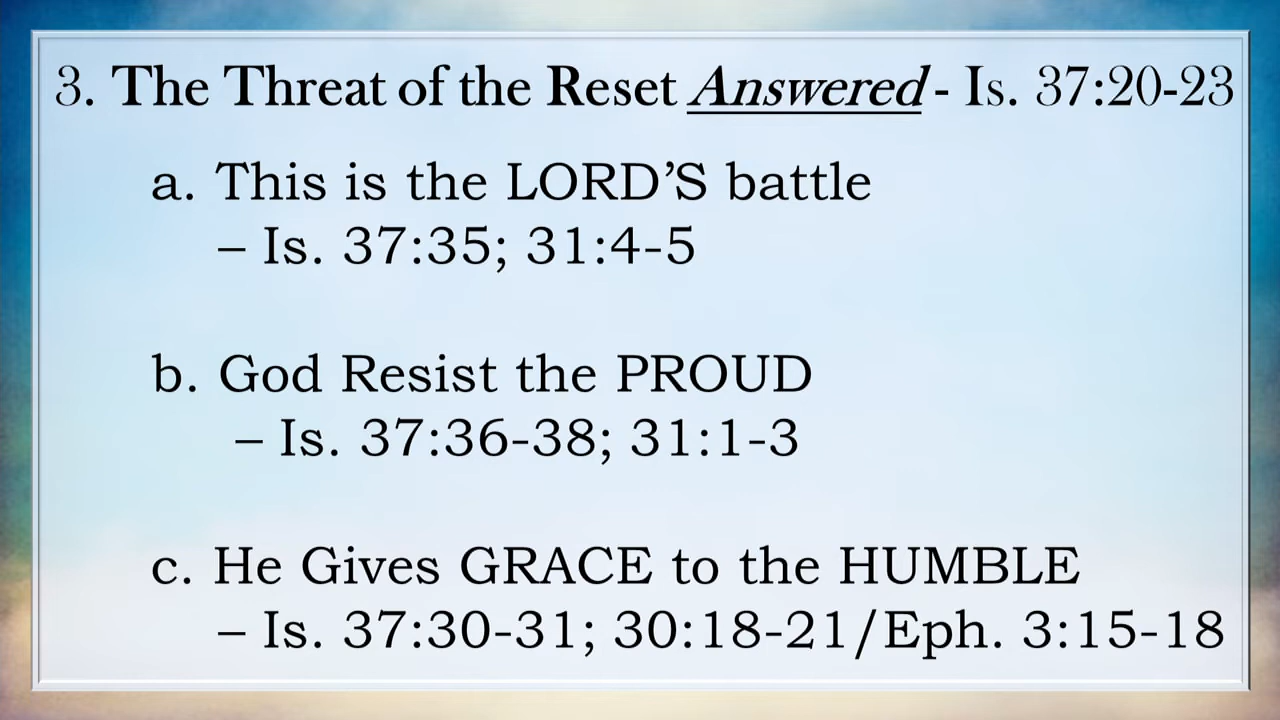 3. The Threat of the Reset Answered - Is. 37:20-23
a. This is the LORD’S battle
– Is. 37:35; 31:4-5
b. God Resist the PROUD
– Is. 37:36-38; 31:1-3
c. He Gives GRACE to the HUMBLE
– Is. 37:30-31; 30:18-21/Eph. 3:15-18